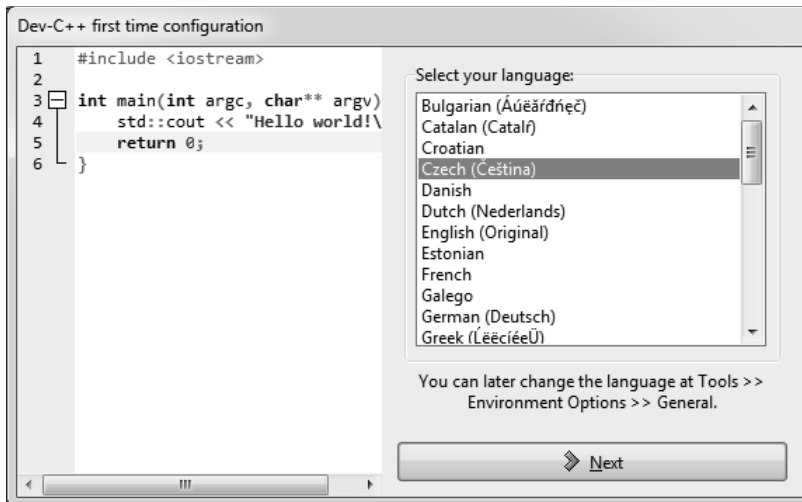 Dev-C++ first time configuration
1 #include <iostream>
2
3 int main(int argc, char** argv)
4 std::cout << "Hello world!\
5 return 0;
6 }
Select your language:
Bulgarian (Áúëăŕđńęč)
Catalan (Catalŕ)
Croatian
Czech (Čeština)
Danish
Dutch (Nederlands)
English (Original)
Estonian
French
Galego
German (Deutsch)
Greek (ĹëëçíéeÜ)
You can later change the language at Tools >>
Environment Options >> General.
Next